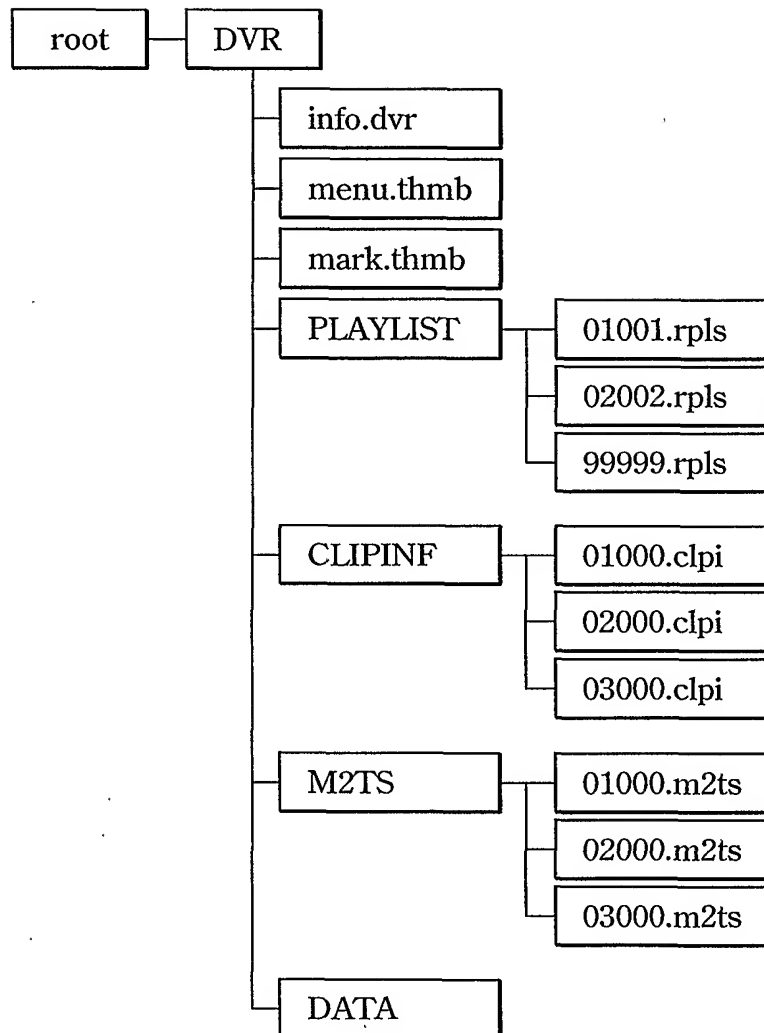 root
DVR
info.dvr
menu.thmb
mark.thmb
PLAYLIST
01001.rpls
02002.rpls
99999.rpls
CLIPINF
01000.clpi
02000.clpi
03000.clpi
M2TS
01000.m2ts
02000.m2ts
03000.m2ts
DATA